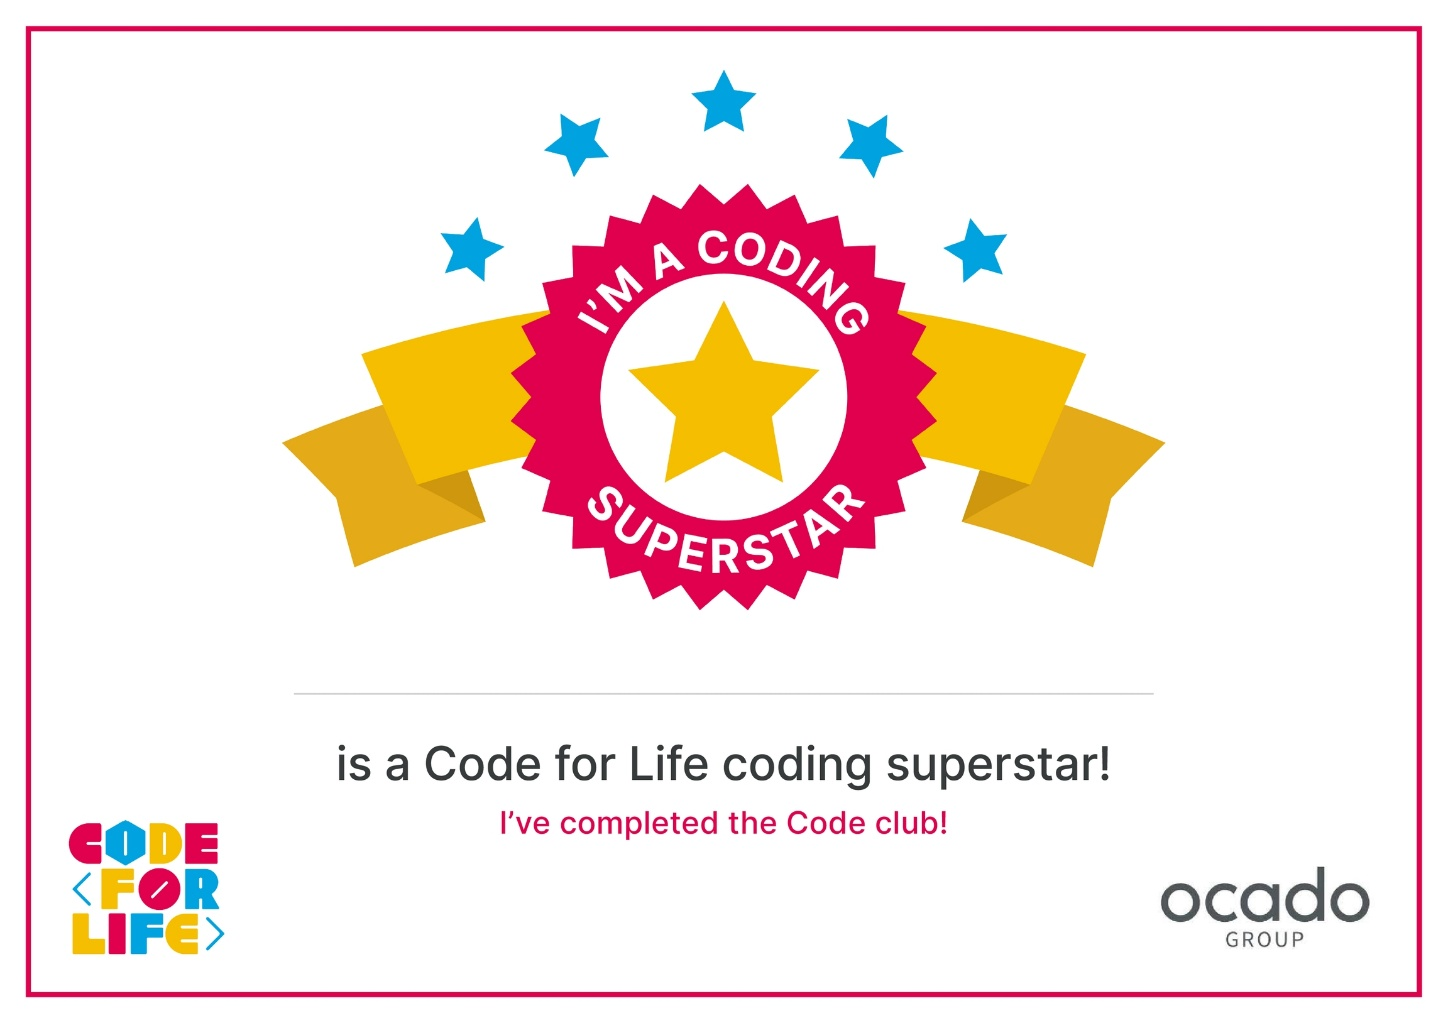 I’M A CODING
SUPERSTAR
is a Code for Life coding superstar!
I’ve completed the Code club!
CODE
<FOR
LIFE>
ocado
GROUP